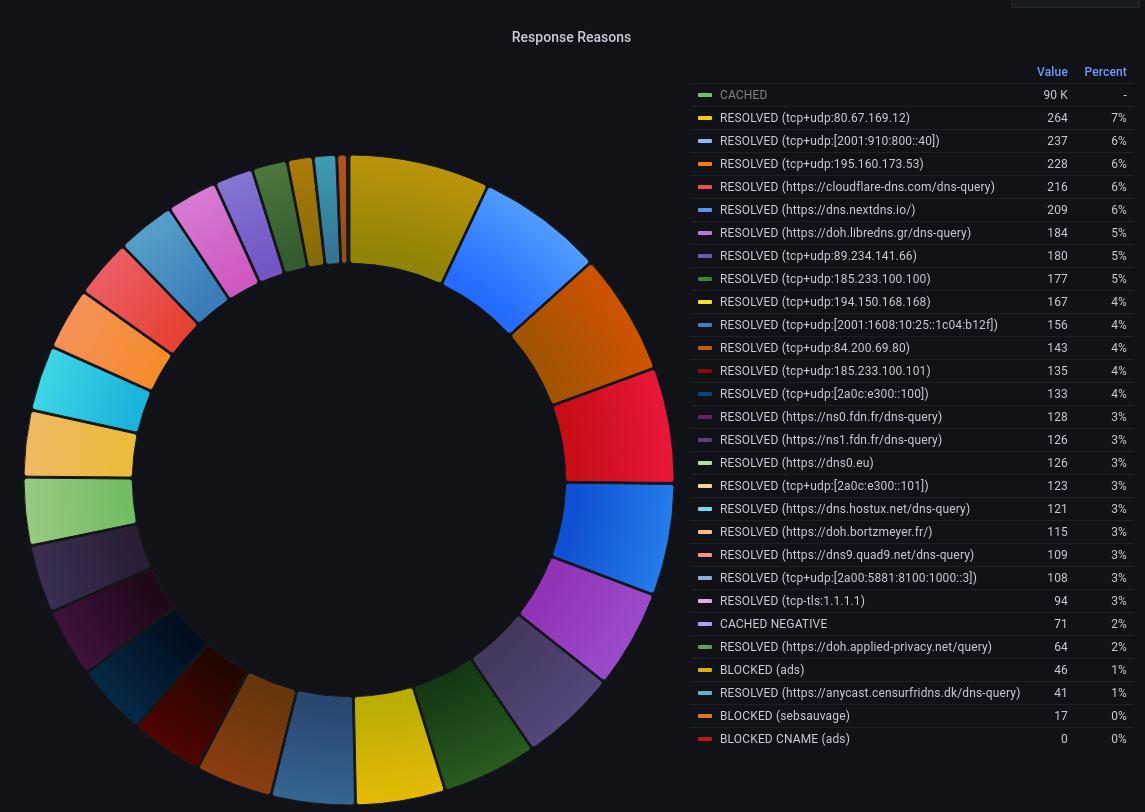 Response Reasons
Value Percent
CACHED 90 K -
RESOLVED (tcp+udp:80.67.169.12) 264 7%
RESOLVED (tcp+udp:[2001:910:800::40]) 237 6%
RESOLVED (tcp+udp:195.160.173.53) 228 6%
RESOLVED (https://cloudflare-dns.com/dns-query) 216 6%
RESOLVED (https://dns.nextdns.io/) 209 6%
RESOLVED (https://doh.libredns.gr/dns-query) 184 5%
RESOLVED (tcp+udp:89.234.141.66) 180 5%
RESOLVED (tcp+udp:185.233.100.100) 177 5%
RESOLVED (tcp+udp:194.150.168.168) 167 4%
RESOLVED (tcp+udp:[2001:1608:10:25::1c04:b12f]) 156 4%
RESOLVED (tcp+udp:84.200.69.80) 143 4%
RESOLVED (tcp+udp:185.233.100.101) 135 4%
RESOLVED (tcp+udp:[2a0c:e300::100]) 133 4%
RESOLVED (https://ns0.fdn.fr/dns-query) 128 3%
RESOLVED (https://ns1.fdn.fr/dns-query) 126 3%
RESOLVED (https://dns0.eu) 126 3%
RESOLVED (tcp+udp:[2a0c:e300::101]) 123 3%
RESOLVED (https://dns.hostux.net/dns-query) 121 3%
RESOLVED (https://doh.bortzmeyer.fr/) 115 3%
RESOLVED (https://dns9.quad9.net/dns-query) 109 3%
RESOLVED (tcp+udp:[2a00:5881:8100:1000::3]) 108 3%
RESOLVED (tcp-tls:1.1.1.1) 94 3%
CACHED NEGATIVE 71 2%
RESOLVED (https://doh.applied-privacy.net/query) 64 2%
BLOCKED (ads) 46 1%
RESOLVED (https://anycast.censurfridns.dk/dns-query) 41 1%
BLOCKED (sebsauvage) 17 0%
BLOCKED CNAME (ads) 0 0%